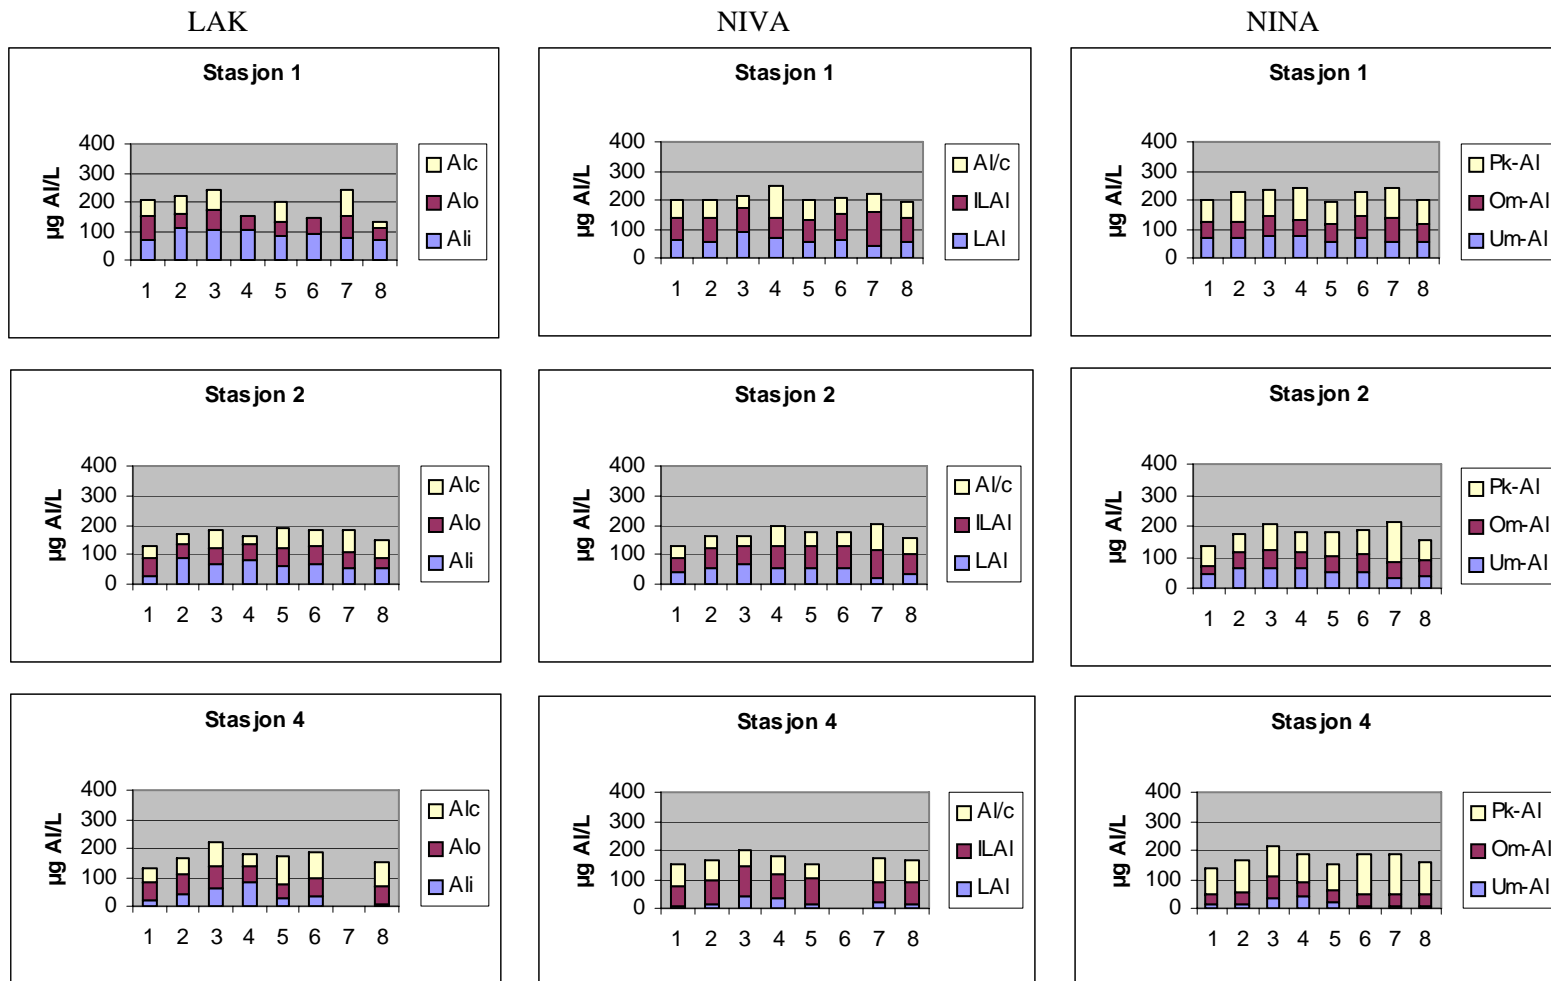 LAK NIVA NINA
Stasjon 1
µg Al/L
400
300
200
100
0
1 2 3 4 5 6 7 8
Alc
Alo
Ali
Stasjon 1
µg Al/L
400
300
200
100
0
1 2 3 4 5 6 7 8
Al/c
ILAl
LAl
Stasjon 1
µg Al/L
400
300
200
100
0
1 2 3 4 5 6 7 8
Pk-Al
Om-Al
Um-Al
Stasjon 2
µg Al/L
400
300
200
100
0
1 2 3 4 5 6 7 8
Alc
Alo
Ali
Stasjon 2
µg Al/L
400
300
200
100
0
1 2 3 4 5 6 7 8
Al/c
ILAl
LAl
Stasjon 2
µg Al/L
400
300
200
100
0
1 2 3 4 5 6 7 8
Pk-Al
Om-Al
Um-Al
Stasjon 4
µg Al/L
400
300
200
100
0
1 2 3 4 5 6 7 8
Alc
Alo
Ali
Stasjon 4
µg Al/L
400
300
200
100
0
1 2 3 4 5 6 7 8
Al/c
ILAl
LAl
Stasjon 4
µg Al/L
400
300
200
100
0
1 2 3 4 5 6 7 8
Pk-Al
Om-Al
Um-Al